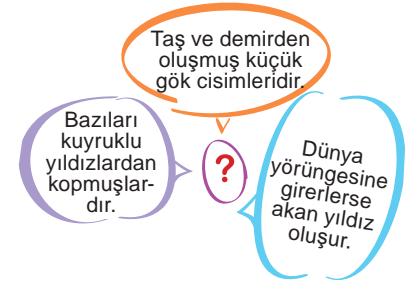 Taş ve demirden
oluşmuş küçük
gök cisimleridir.
Bazıları
kuyruklu
yıldızlardan
kopmuşlar-
dır.
?
Dünya
yörüngesine
girerlerse
akan yıldız
oluşur.